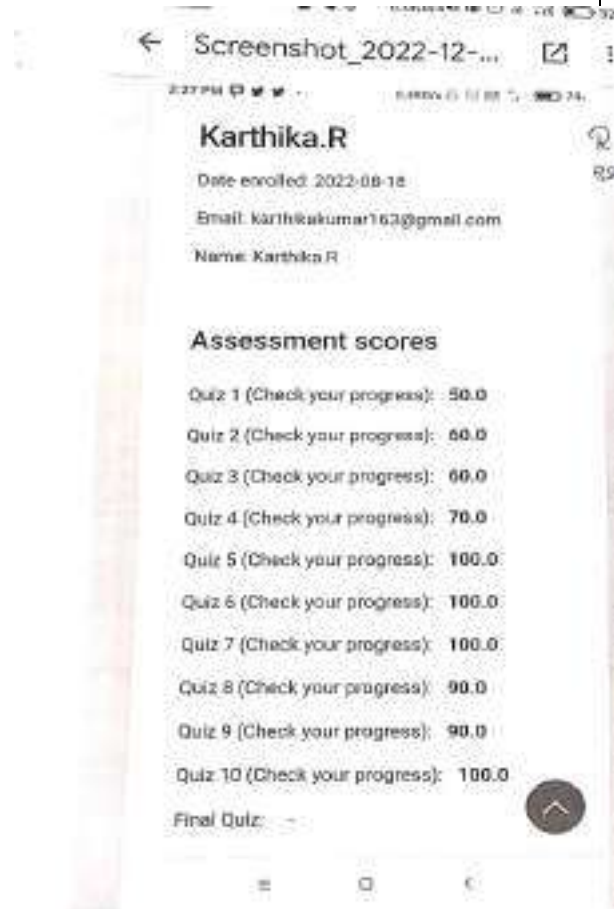 Screenshot_2022-12-...
2:27 PM
Karthika.R
Date enrolled: 2022-08-18
Email: karthikakumar163@gmail.com
Name: Karthika.R
Assessment scores
Quiz 1 (Check your progress): 50.0
Quiz 2 (Check your progress): 60.0
Quiz 3 (Check your progress): 60.0
Quiz 4 (Check your progress): 70.0
Quiz 5 (Check your progress): 100.0
Quiz 6 (Check your progress): 100.0
Quiz 7 (Check your progress): 100.0
Quiz 8 (Check your progress): 90.0
Quiz 9 (Check your progress): 90.0
Quiz 10 (Check your progress): 100.0
Final Quiz: -